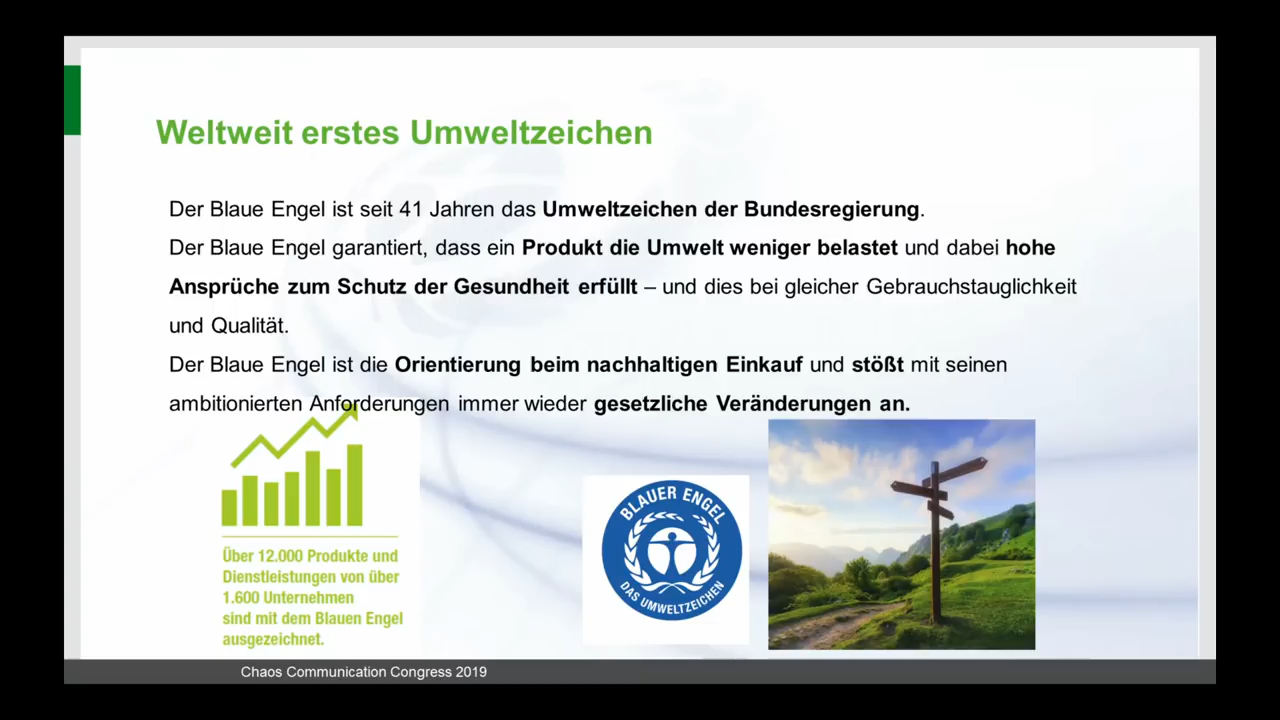 Weltweit erstes Umweltzeichen
Der Blaue Engel ist seit 41 Jahren das Umweltzeichen der Bundesregierung.
Der Blaue Engel garantiert, dass ein Produkt die Umwelt weniger belastet und dabei hohe
Ansprüche zum Schutz der Gesundheit erfüllt – und dies bei gleicher Gebrauchstauglichkeit
und Qualität.
Der Blaue Engel ist die Orientierung beim nachhaltigen Einkauf und stößt mit seinen
ambitionierten Anforderungen immer wieder gesetzliche Veränderungen an.
Über 12.000 Produkte und
Dienstleistungen von über
1.600 Unternehmen
sind mit dem Blauen Engel
ausgezeichnet.
BLAUER ENGEL
DAS UMWELTZEICHEN
Chaos Communication Congress 2019